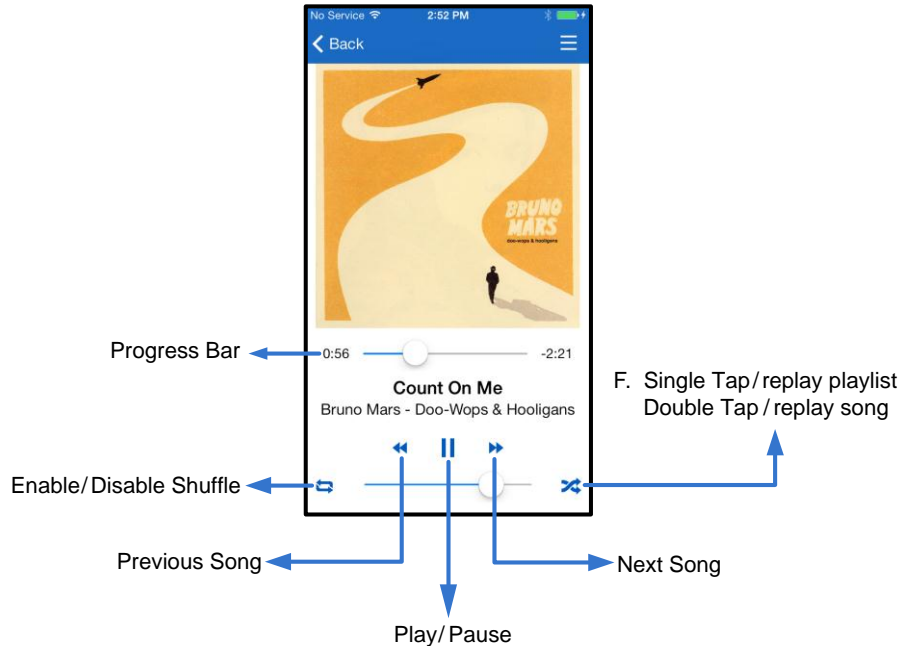 No Service 2:52 PM
Back
BRUNO
MARS
doo-wops & hooligans
Progress Bar
0:56 -2:21
Count On Me
Bruno Mars - Doo-Wops & Hooligans
F. Single Tap/replay playlist
Double Tap/replay song
Enable/Disable Shuffle
Previous Song
Next Song
Play/Pause